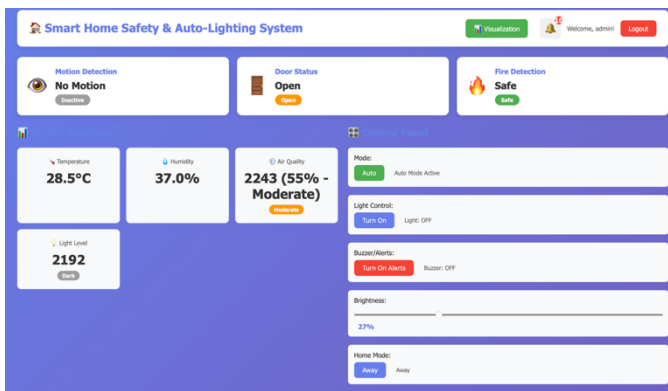 Smart Home Safety & Auto-Lighting System
Visualization
Welcome, admin!
Logout
Motion Detection
No Motion
Inactive
Door Status
Open
Open
Fire Detection
Safe
Safe
Control Panel
Temperature
28.5°C
Humidity
37.0%
Air Quality
2243 (55% -
Moderate)
Moderate
Light Level
2192
Dark
Mode:
Auto
Auto Mode Active
Light Control:
Turn On
Light: OFF
Buzzer/Alerts:
Turn On Alerts
Buzzer: OFF
Brightness:
27%
Home Mode:
Away
Away